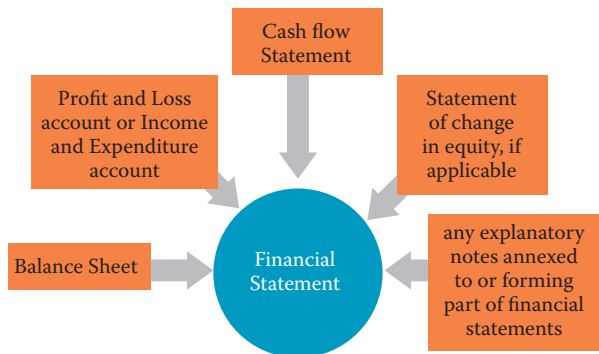 Cash flow
Statement
Profit and Loss
account or Income
and Expenditure
account
Statement
of change
in equity, if
applicable
Balance Sheet
Financial
Statement
any explanatory
notes annexed
to or forming
part of financial
statements